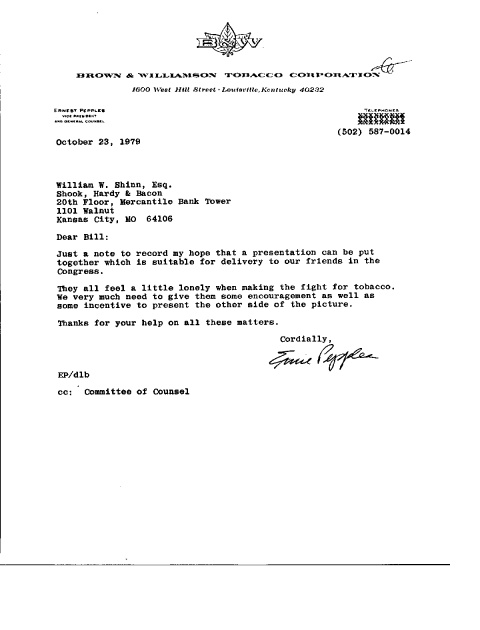 B&W
BROWN & WILLIAMSON TOBACCO CORPORATION
1600 West Hill Street · Louisville, Kentucky 40232
ERNEST PEPPLES
VICE PRESIDENT
AND GENERAL COUNSEL
TELEPHONES
(502) 587-0014
October 23, 1979
William W. Shinn, Esq.
Shook, Hardy & Bacon
20th Floor, Mercantile Bank Tower
1101 Walnut
Kansas City, MO 64106
Dear Bill:
Just a note to record my hope that a presentation can be put
together which is suitable for delivery to our friends in the
Congress.
They all feel a little lonely when making the fight for tobacco.
We very much need to give them some encouragement as well as
some incentive to present the other side of the picture.
Thanks for your help on all these matters.
Cordially,
Ernie Pepples
EP/dlb
cc: Committee of Counsel